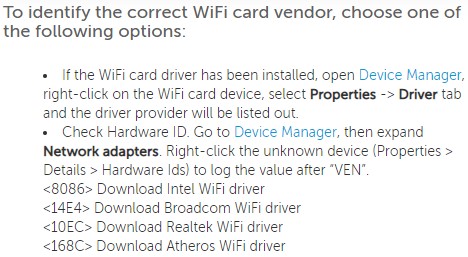 To identify the correct WiFi card vendor, choose one of
the following options:
• If the WiFi card driver has been installed, open Device Manager,
right-click on the WiFi card device, select Properties -> Driver tab
and the driver provider will be listed out.
• Check Hardware ID. Go to Device Manager, then expand
Network adapters. Right-click the unknown device (Properties >
Details > Hardware Ids) to log the value after “VEN”.
<8086> Download Intel WiFi driver
<14E4> Download Broadcom WiFi driver
<10EC> Download Realtek WiFi driver
<168C> Download Atheros WiFi driver